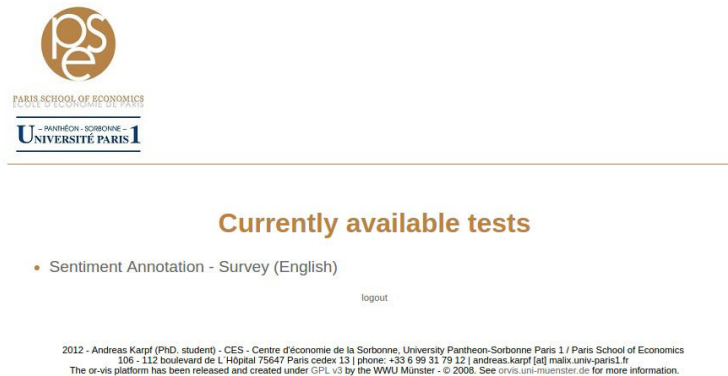 pse
PARIS SCHOOL OF ECONOMICS
ECOLE D'ECONOMIE DE PARIS
– PANTHÉON - SORBONNE –
UNIVERSITÉ PARIS 1
Currently available tests
• Sentiment Annotation - Survey (English)
logout
2012 - Andreas Karpf (PhD. student) - CES - Centre d'économie de la Sorbonne, University Pantheon-Sorbonne Paris 1 / Paris School of Economics
106 - 112 boulevard de L´Hôpital 75647 Paris cedex 13 | phone: +33 6 99 31 79 12 | andreas.karpf [at] malix.univ-paris1.fr
The or-vis platform has been released and created under GPL v3 by the WWU Münster - © 2008. See orvis.uni-muenster.de for more information.